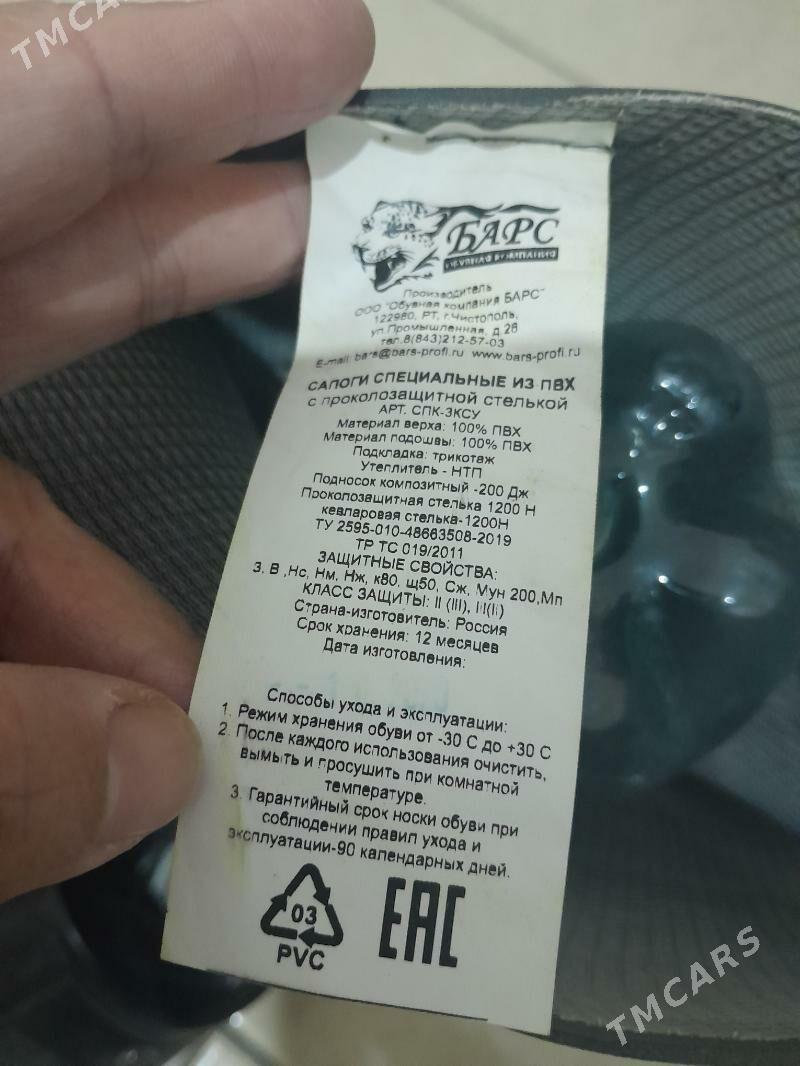 TMCARS
БАРС
ОБУВНАЯ КОМПАНИЯ
Производитель
ООО "Обувная компания БАРС"
122980, РТ, г.Чистополь,
ул.Промышленная, д.2б
тел.8(843)212-57-03
E-mail: bars@bars-profi.ru www.bars-profi.ru
САПОГИ СПЕЦИАЛЬНЫЕ ИЗ ПВХ
с проколозащитной стелькой
АРТ. СПК-3КСУ
Материал верха: 100% ПВХ
Материал подошвы: 100% ПВХ
Подкладка: трикотаж
Утеплитель - НТП
Подносок композитный -200 Дж
Проколозащитная стелька 1200 Н
кевларовая стелька-1200Н
ТУ 2595-010-48663508-2019
ТР ТС 019/2011
ЗАЩИТНЫЕ СВОЙСТВА:
З, В ,Нс, Нм, Нж, к80, щ50, Сж, Мун 200,Мп
КЛАСС ЗАЩИТЫ: II (III), III(II)
Страна-изготовитель: Россия
Срок хранения: 12 месяцев
Дата изготовления:
Способы ухода и эксплуатации:
1. Режим хранения обуви от -30 С до +30 С
2. После каждого использования очистить,
вымыть и просушить при комнатной
температуре.
3. Гарантийный срок носки обуви при
соблюдении правил ухода и
эксплуатации-90 календарных дней.
03
PVC
EAC
TMCARS